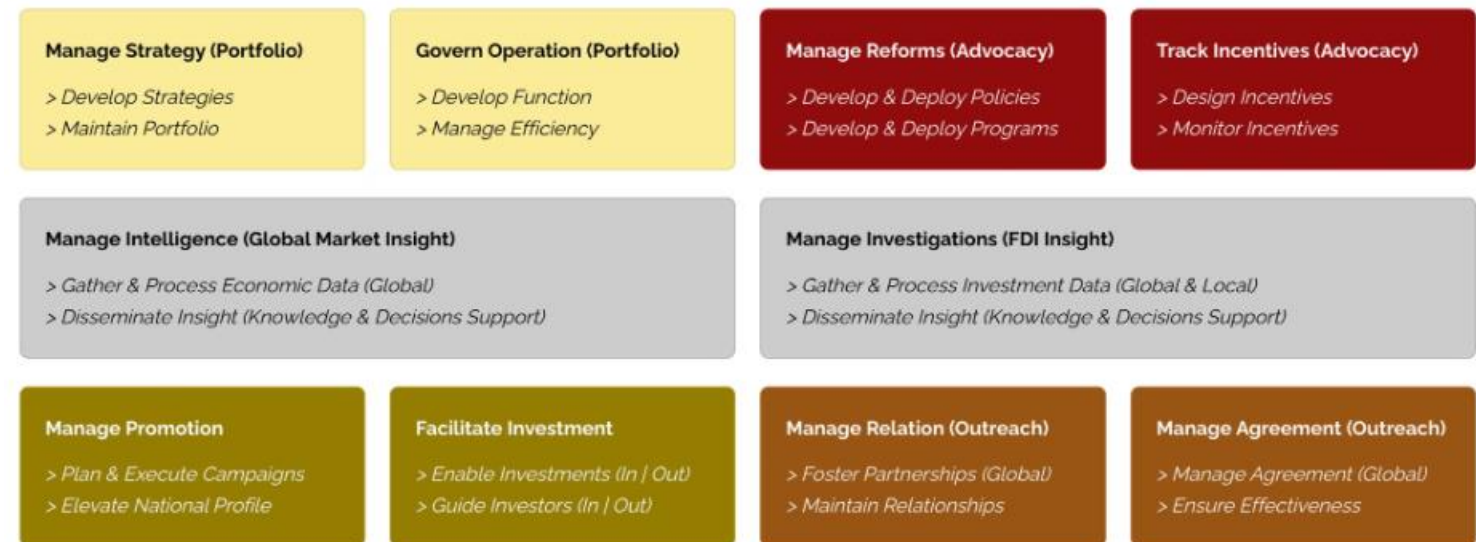 Manage Strategy (Portfolio)
> Develop Strategies
> Maintain Portfolio
Govern Operation (Portfolio)
> Develop Function
> Manage Efficiency
Manage Reforms (Advocacy)
> Develop & Deploy Policies
> Develop & Deploy Programs
Track Incentives (Advocacy)
> Design Incentives
> Monitor Incentives
Manage Intelligence (Global Market Insight)
> Gather & Process Economic Data (Global)
> Disseminate Insight (Knowledge & Decisions Support)
Manage Investigations (FDI Insight)
> Gather & Process Investment Data (Global & Local)
> Disseminate Insight (Knowledge & Decisions Support)
Manage Promotion
> Plan & Execute Campaigns
> Elevate National Profile
Facilitate Investment
> Enable Investments (In | Out)
> Guide Investors (In | Out)
Manage Relation (Outreach)
> Foster Partnerships (Global)
> Maintain Relationships
Manage Agreement (Outreach)
> Manage Agreement (Global)
> Ensure Effectiveness